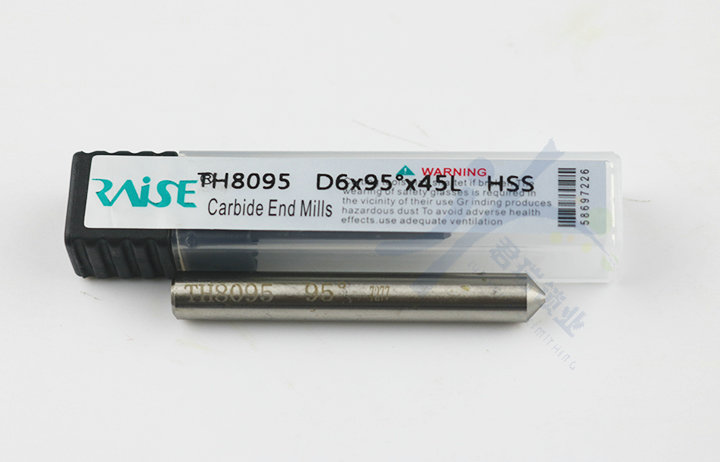 RAISE®
TH8095 D6x95°x45L HSS
Carbide End Mills
WARNING
wearing of safety glasses is required in
the vicinity of their use Gr inding produces
hazardous dust To avoid adverse health
effects.use adequate ventilation
58697226
TH8095 95°